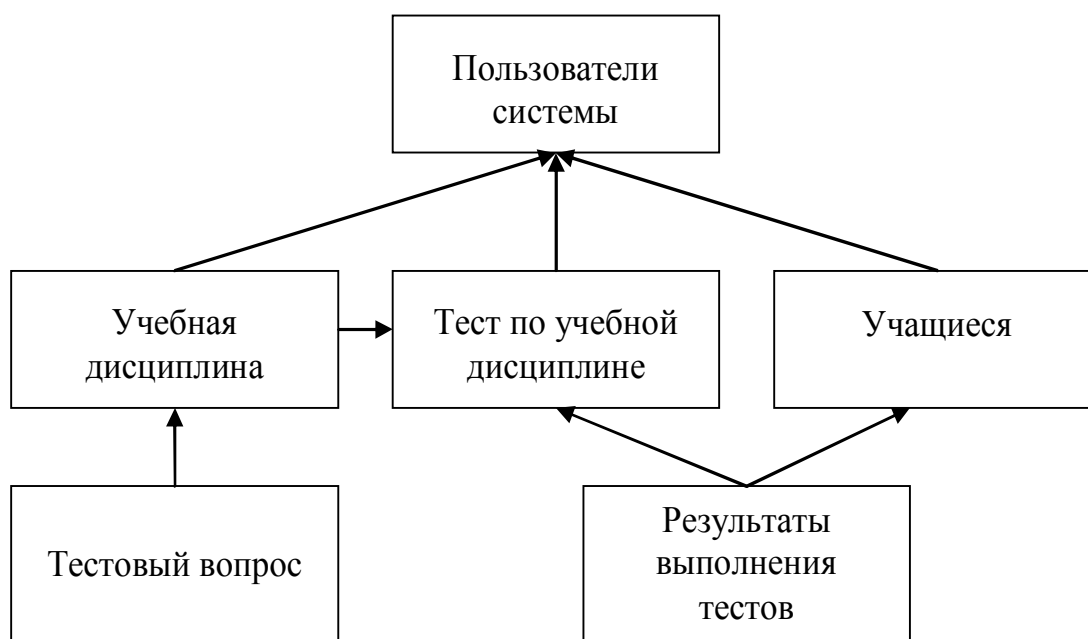 Пользователи
системы
Учебная
дисциплина
Тест по учебной
дисциплине
Учащиеся
Тестовый вопрос
Результаты
выполнения
тестов